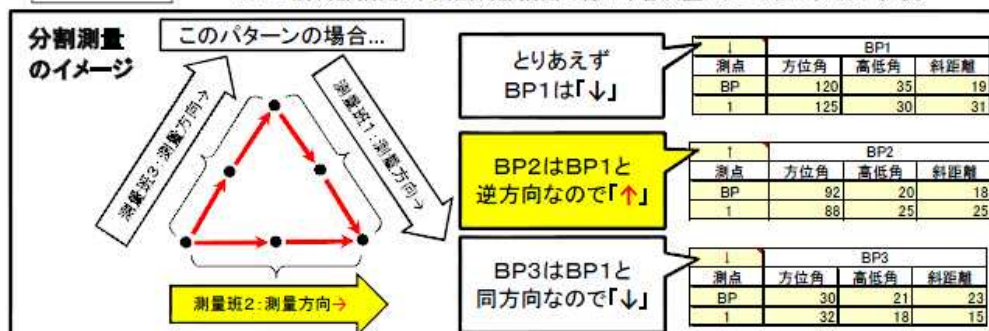 分割測量
のイメージ
このパターンの場合...
測量班3:測量方向→
測量班1:測量方向→
測量班2:測量方向→
とりあえず
BP1は「↓」
BP2はBP1と
逆方向なので「↑」
BP3はBP1と
同方向なので「↓」
↓ BP1
測点 方位角 高低角 斜距離
BP 120 35 19
1 125 30 31
↑ BP2
測点 方位角 高低角 斜距離
BP 92 20 18
1 88 25 25
↓ BP3
測点 方位角 高低角 斜距離
BP 30 21 23
1 32 18 15